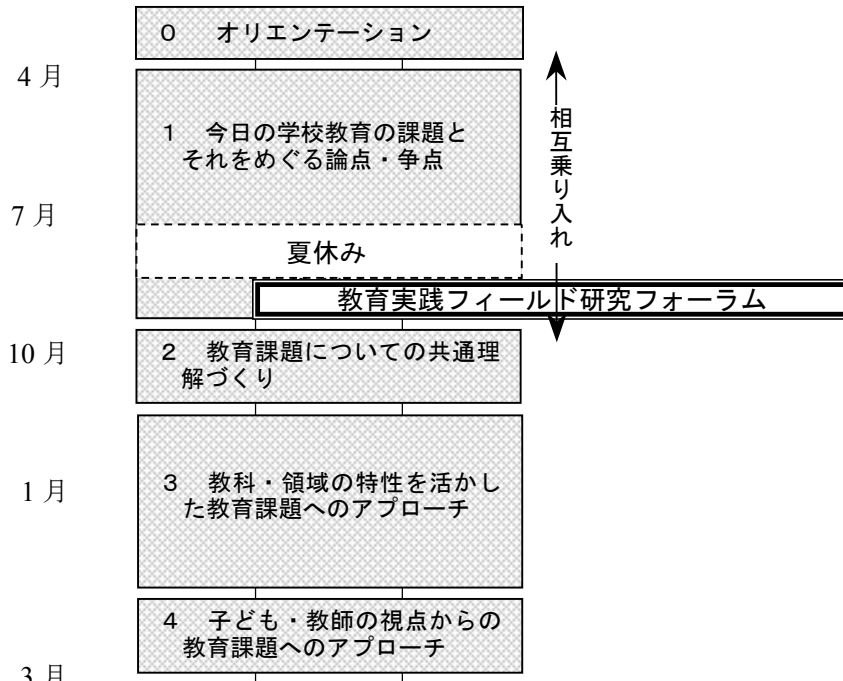 ０　オリエンテーション
4 月
１　今日の学校教育の課題と
それをめぐる論点・争点
相互乗り入れ
7 月
夏休み
教育実践フィールド研究フォーラム
10 月
２　教育課題についての共通理
解づくり
1 月
３　教科・領域の特性を活かし
た教育課題へのアプローチ
４　子ども・教師の視点からの
教育課題へのアプローチ
3 月